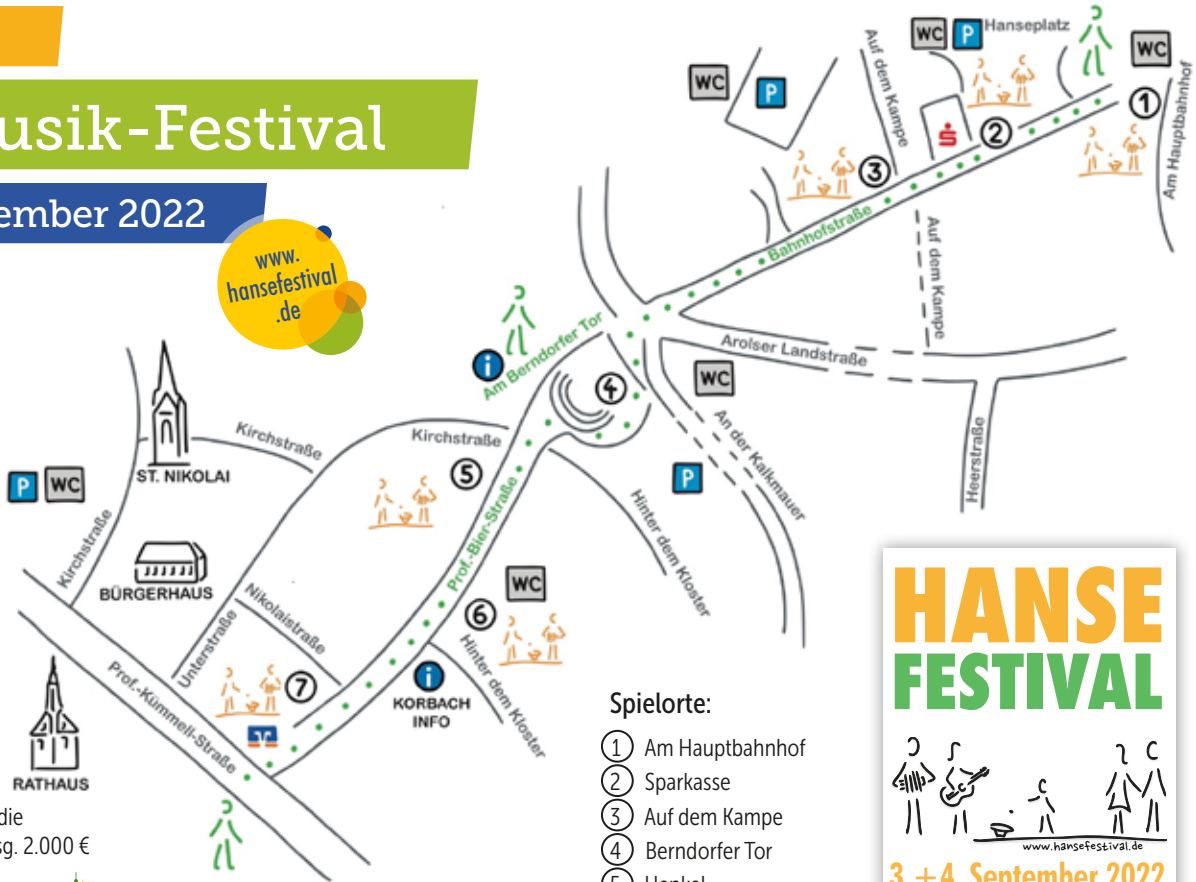 usik-Festival
ember 2022
www.
hansefestival
.de
WC
P
WC
P
Hanseplatz
WC
Auf dem Kampe
1
Am Hauptbahnhof
2
3
Bahnhofstraße
Auf dem Kampe
Am Berndorfer Tor
i
4
Arolser Landstraße
WC
An der Kalkmauer
Heerstraße
P
Hinter dem Kloster
Kirchstraße
Kirchstraße
ST. NIKOLAI
P
WC
Kirchstraße
5
Prof.-Bier-Straße
BÜRGERHAUS
Nikolaistraße
Unterstraße
WC
6
Hinter dem Kloster
7
i
KORBACH
INFO
Prof.-Kümmell-Straße
RATHAUS
die
sg. 2.000 €
Spielorte:
1 Am Hauptbahnhof
2 Sparkasse
3 Auf dem Kampe
4 Berndorfer Tor
HANSE
FESTIVAL
www.hansefestival.de
3.+4. September 2022